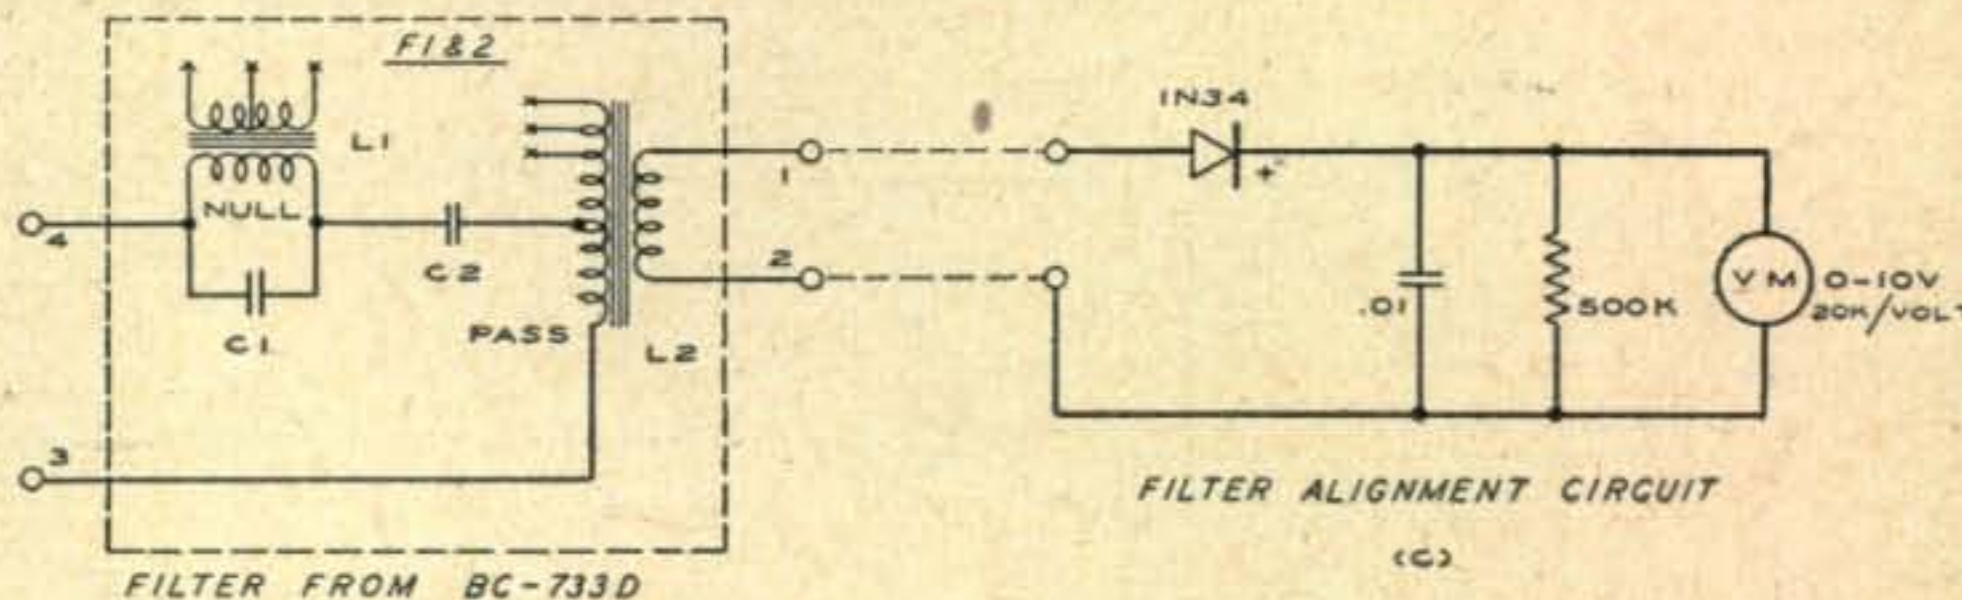 F1&2
L1
NULL
4
C1
C2
PASS
L2
3
1
2
FILTER FROM BC-733D
1N34
+
.01
500K
VM
0-10V
20K/VOLT
FILTER ALIGNMENT CIRCUIT
(C)